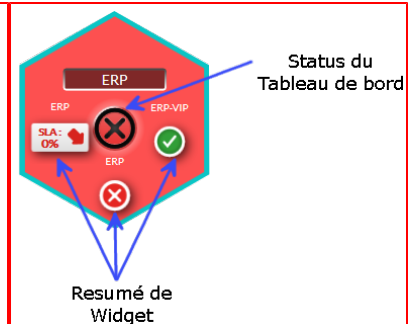 ERP
Status du
Tableau de bord
ERP
ERP-VIP
SLA:
0%
ERP
Resumé de
Widget